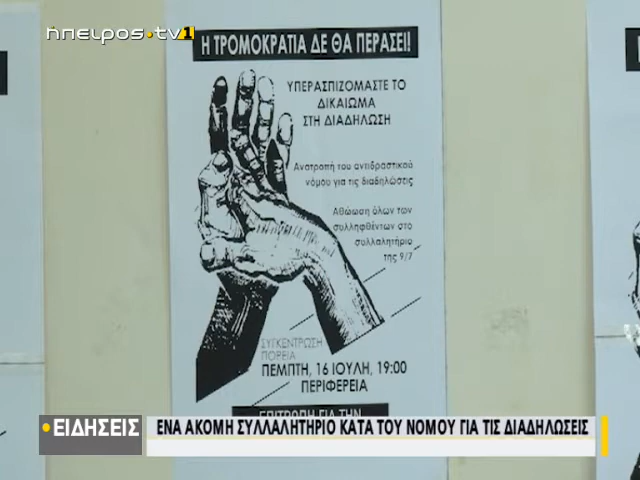 ηπειρος.tv1
Η ΤΡΟΜΟΚΡΑΤΙΑ ΔΕ ΘΑ ΠΕΡΑΣΕΙ!
ΥΠΕΡΑΣΠΙΖΟΜΑΣΤΕ ΤΟ
ΔΙΚΑΙΩΜΑ
ΣΤΗ ΔΙΑΔΗΛΩΣΗ
Ανατροπή του αντιδραστικού
νόμου για τις διαδηλώσεις
Αθώωση όλων των
συλληφθέντων στο
συλλαλητήριο
της 9/7
ΣΥΓΚΕΝΤΡΩΣΗ
ΠΟΡΕΙΑ
ΠΕΜΠΤΗ, 16 ΙΟΥΛΗ, 19:00
ΠΕΡΙΦΕΡΕΙΑ
ΕΠΙΤΡΟΠΗ ΓΙΑ ΤΗΝ
ΕΙΔΗΣΕΙΣ
ΕΝΑ ΑΚΟΜΗ ΣΥΛΛΑΛΗΤΗΡΙΟ ΚΑΤΑ ΤΟΥ ΝΟΜΟΥ ΓΙΑ ΤΙΣ ΔΙΑΔΗΛΩΣΕΙΣ